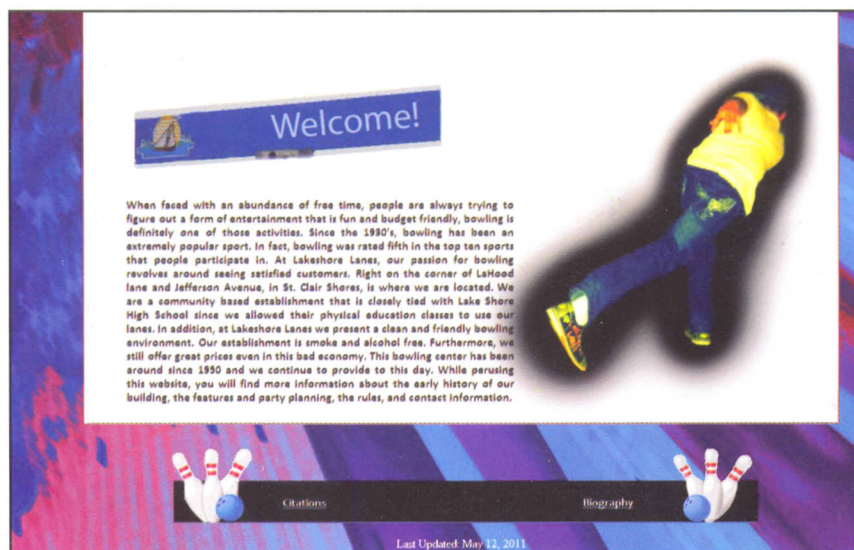 Welcome!
When faced with an abundance of free time, people are always trying to
figure out a form of entertainment that is fun and budget friendly, bowling is
definitely one of those activities. Since the 1980's, bowling has been an
extremely popular sport. In fact, bowling was rated fifth in the top ten sports
that people participate in. At Lakeshore Lanes, our passion for bowling
revolves around seeing satisfied customers. Right on the corner of LaHood
lane and Jefferson Avenue, in St. Clair Shores, is where we are located. We
are a community based establishment that is closely tied with Lake Shore
High School since we allowed their physical education classes to use our
lanes. In addition, at Lakeshore Lanes we present a clean and friendly bowling
environment. Our establishment is smoke and alcohol free. Furthermore, we
still offer great prices even in this bad economy. This bowling center has been
around since 1950 and we continue to provide to this day. While perusing
this website, you will find more information about the early history of our
building, the features and party planning, the rules, and contact information.
Citations
Biography
Last Updated: May 12, 2011